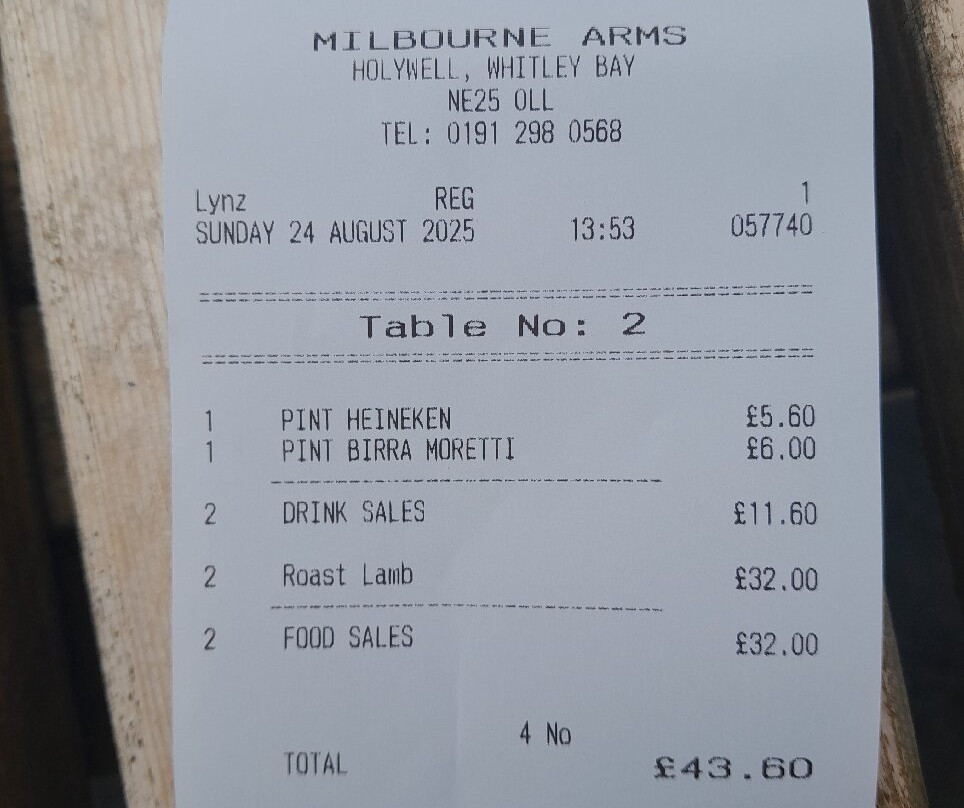 MILBOURNE ARMS
HOLYWELL, WHITLEY BAY
NE25 0LL
TEL: 0191 298 0568
Lynz REG 1
SUNDAY 24 AUGUST 2025 13:53 057740
Table No: 2
1 PINT HEINEKEN £5.60
1 PINT BIRRA MORETTI £6.00
2 DRINK SALES £11.60
2 Roast Lamb £32.00
2 FOOD SALES £32.00
4 No
TOTAL £43.60